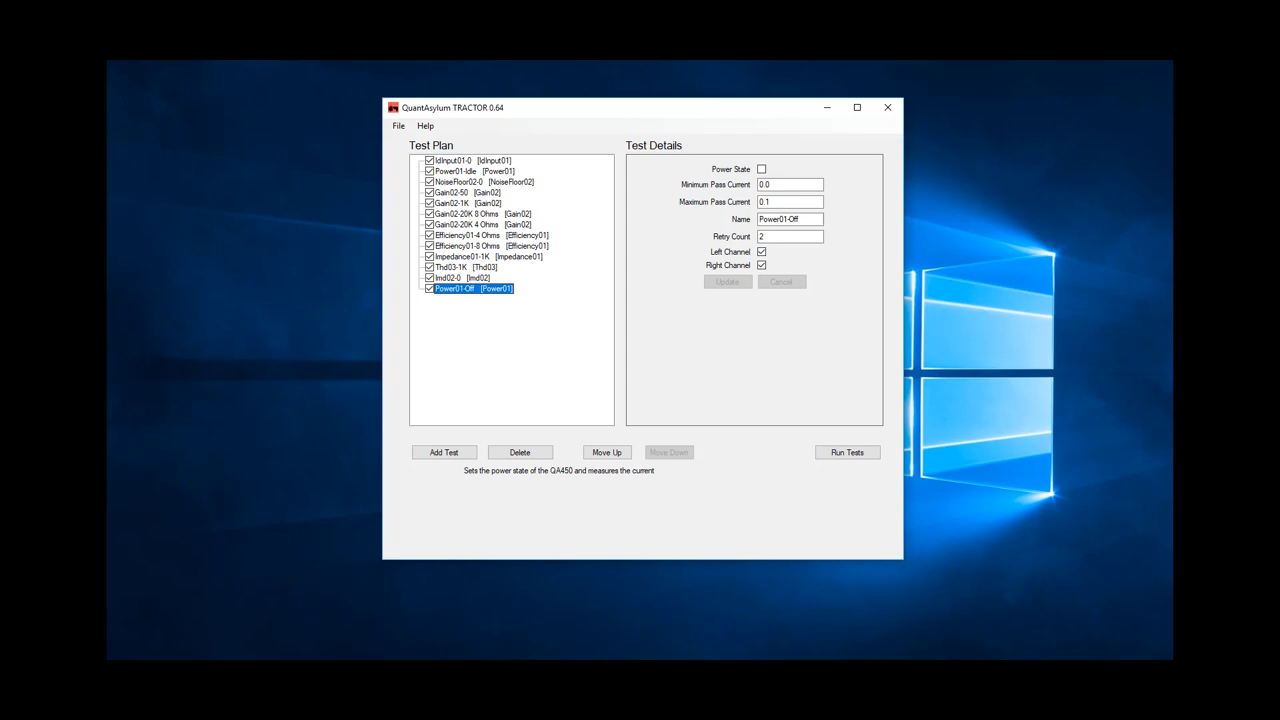 QuantAsylum TRACTOR 0.64
File Help
Test Plan
IdInput01-0 [IdInput01]
Power01-Idle [Power01]
NoiseFloor02-0 [NoiseFloor02]
Gain02-50 [Gain02]
Gain02-1K [Gain02]
Gain02-20K 8 Ohms [Gain02]
Gain02-20K 4 Ohms [Gain02]
Efficiency01-4 Ohms [Efficiency01]
Efficiency01-8 Ohms [Efficiency01]
Impedance01-1K [Impedance01]
Thd03-1K [Thd03]
Imd02-0 [Imd02]
Power01-Off [Power01]
Test Details
Power State
Minimum Pass Current 0.0
Maximum Pass Current 0.1
Name Power01-Off
Retry Count 2
Left Channel
Right Channel
Update Cancel
Add Test Delete Move Up Move Down Run Tests
Sets the power state of the QA450 and measures the current